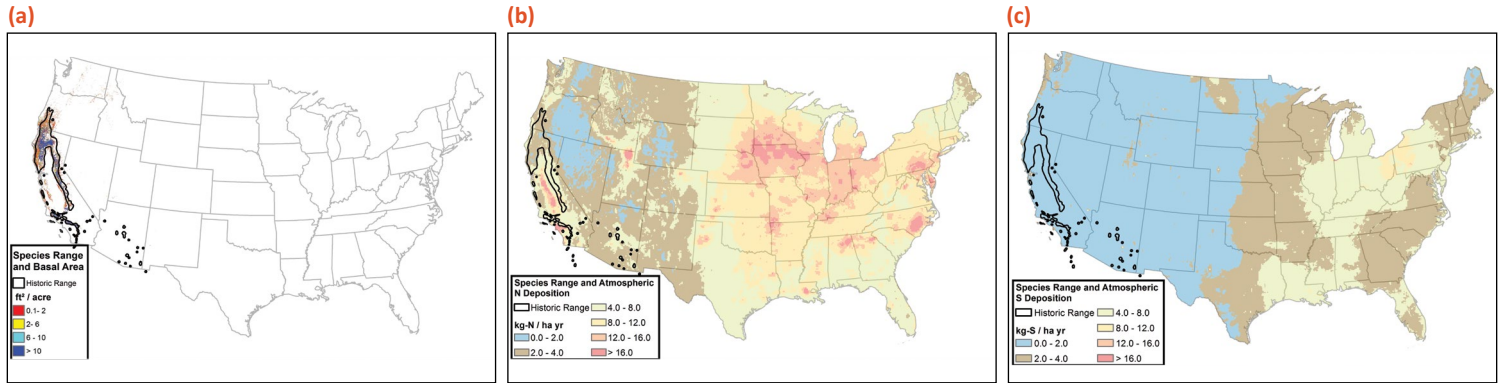 (a)
(b)
(c)
Species Range
and Basal Area
Historic Range
ft² / acre
0.1- 2
2- 6
6 - 10
> 10
Species Range and Atmospheric
N Deposition
Historic Range
kg-N / ha yr
0.0 - 2.0
2.0 - 4.0
4.0 - 8.0
8.0 - 12.0
12.0 - 16.0
> 16.0
Species Range and Atmospheric
S Deposition
Historic Range
kg-S / ha yr
0.0 - 2.0
2.0 - 4.0
4.0 - 8.0
8.0 - 12.0
12.0 - 16.0
> 16.0